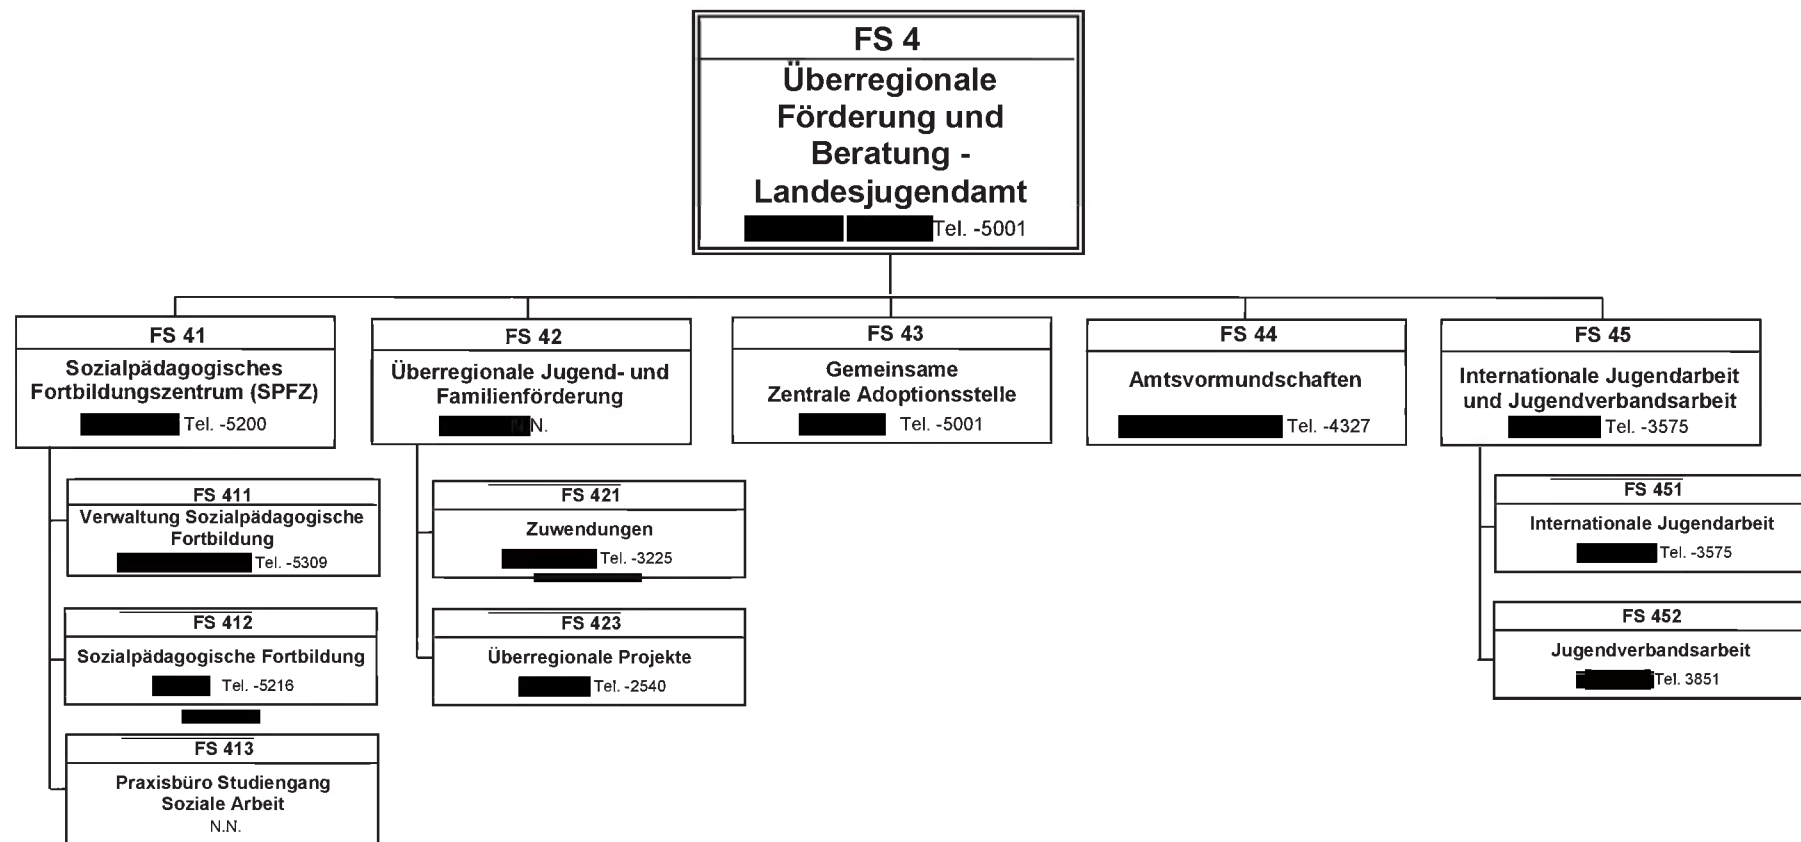 FS 4
Überregionale
Förderung und
Beratung -
Landesjugendamt
Tel. -5001
FS 41
Sozialpädagogisches
Fortbildungszentrum (SPFZ)
Tel. -5200
FS 411
Verwaltung Sozialpädagogische
Fortbildung
Tel. -5309
FS 412
Sozialpädagogische Fortbildung
Tel. -5216
FS 413
Praxisbüro Studiengang
Soziale Arbeit
N.N.
FS 42
Überregionale Jugend- und
Familienförderung
N.
FS 421
Zuwendungen
Tel. -3225
FS 423
Überregionale Projekte
Tel. -2540
FS 43
Gemeinsame
Zentrale Adoptionsstelle
Tel. -5001
FS 44
Amtsvormundschaften
Tel. -4327
FS 45
Internationale Jugendarbeit
und Jugendverbandsarbeit
Tel. -3575
FS 451
Internationale Jugendarbeit
Tel. -3575
FS 452
Jugendverbandsarbeit
Tel. 3851